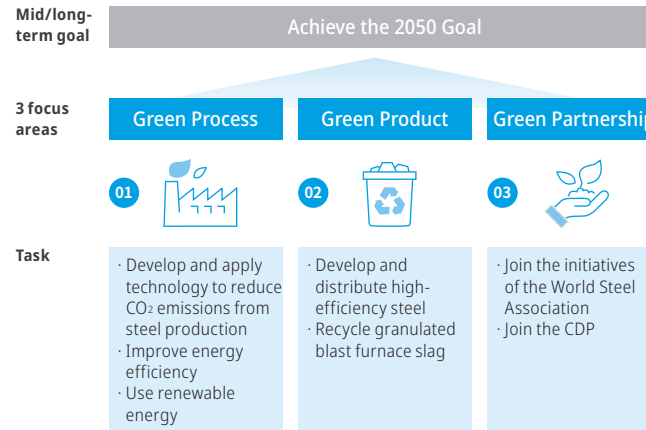 Mid/long-
term goal
Achieve the 2050 Goal
3 focus
areas
Green Process
Green Product
Green Partnership
01
02
03
Task
· Develop and apply
technology to reduce
CO2 emissions from
steel production
· Improve energy
efficiency
· Use renewable
energy
· Develop and
distribute high-
efficiency steel
· Recycle granulated
blast furnace slag
· Join the initiatives
of the World Steel
Association
· Join the CDP